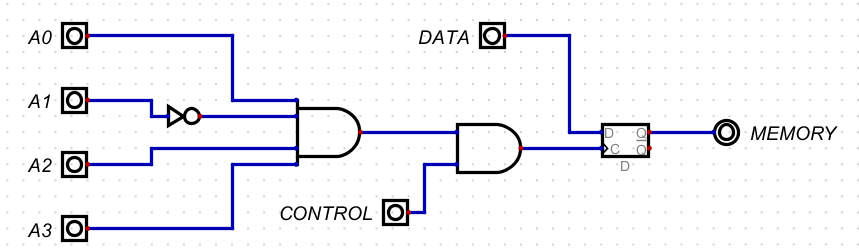 A0
DATA
A1
D Q
MEMORY
C Q
A2
D
CONTROL
A3